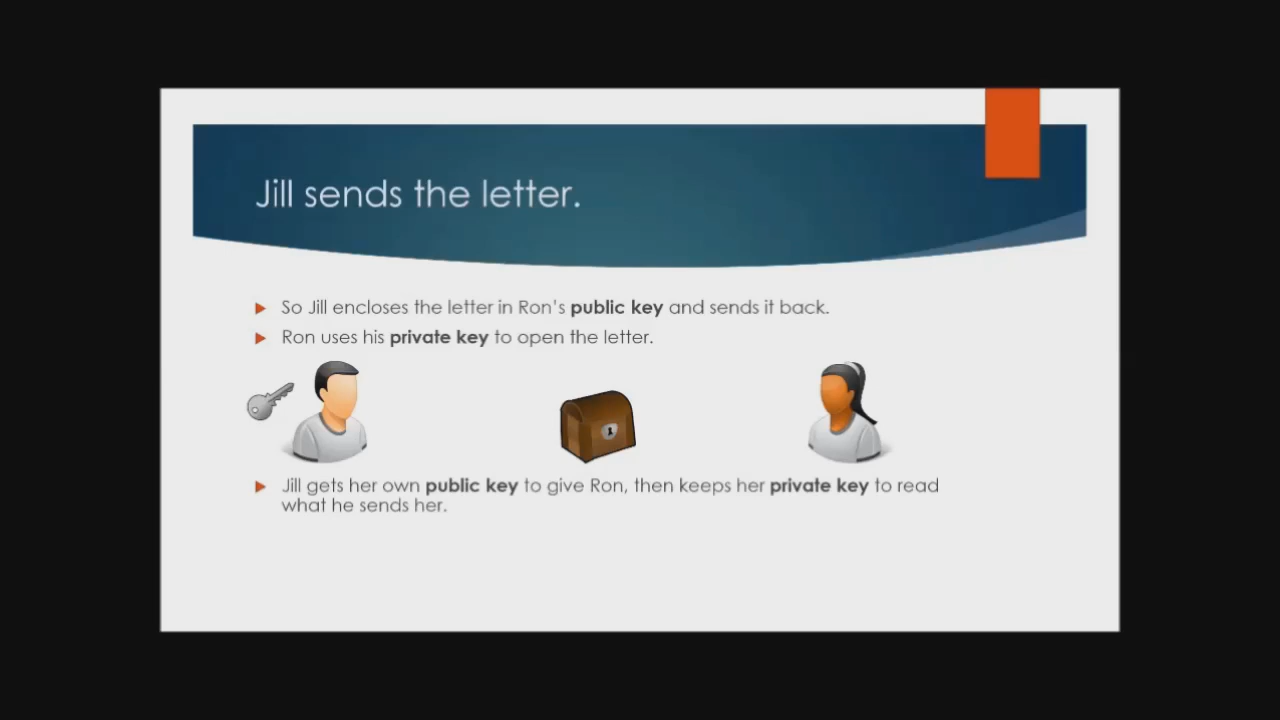 Jill sends the letter.
So Jill encloses the letter in Ron's public key and sends it back.
Ron uses his private key to open the letter.
Jill gets her own public key to give Ron, then keeps her private key to read
what he sends her.